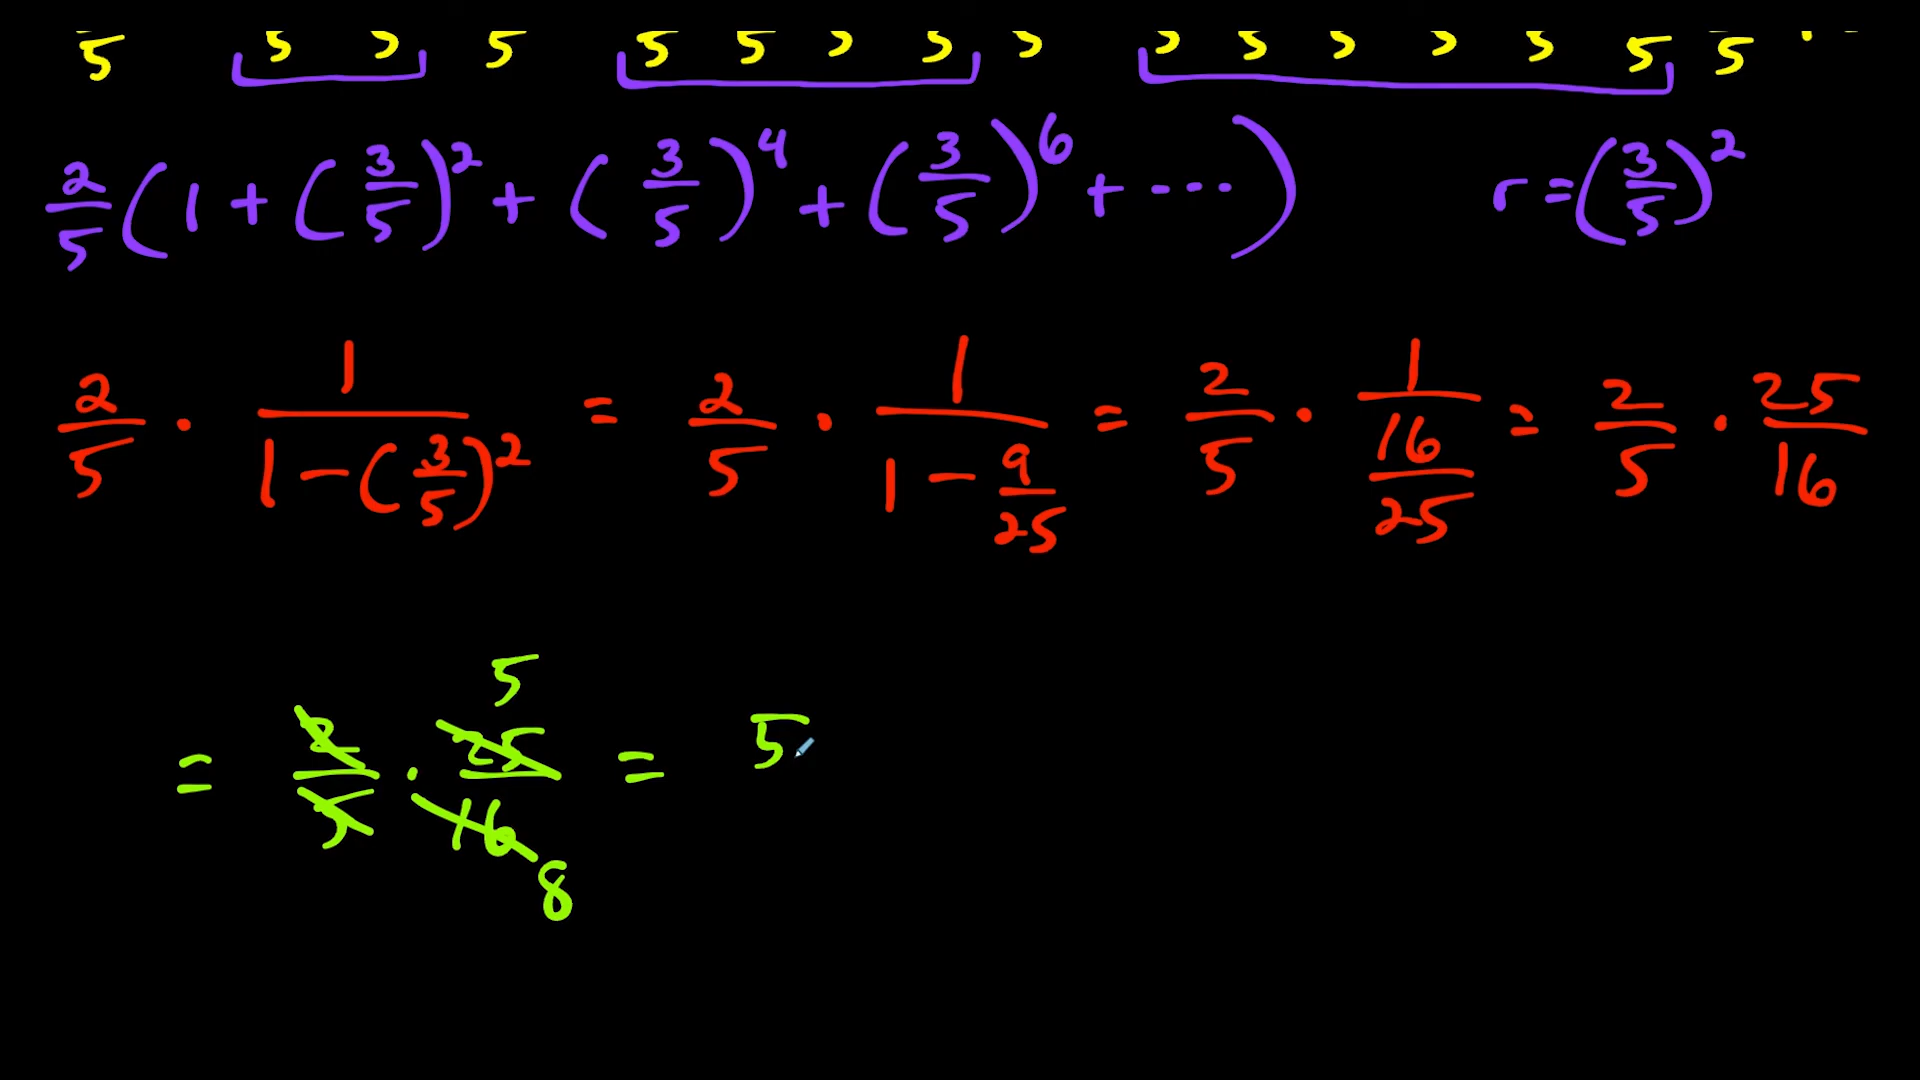 5 5 5 5 5 5 5 5 5 5 5 5 5 5 5 5
2/5 (1 + (3/5)^2 + (3/5)^4 + (3/5)^6 + ⋯) r = (3/5)^2
2/5 · 1/(1 − (3/5)^2) = 2/5 · 1/(1 − 9/25) = 2/5 · 1/(16/25) = 2/5 · 25/16
5
= 2/5 · 25/16 = 5
8